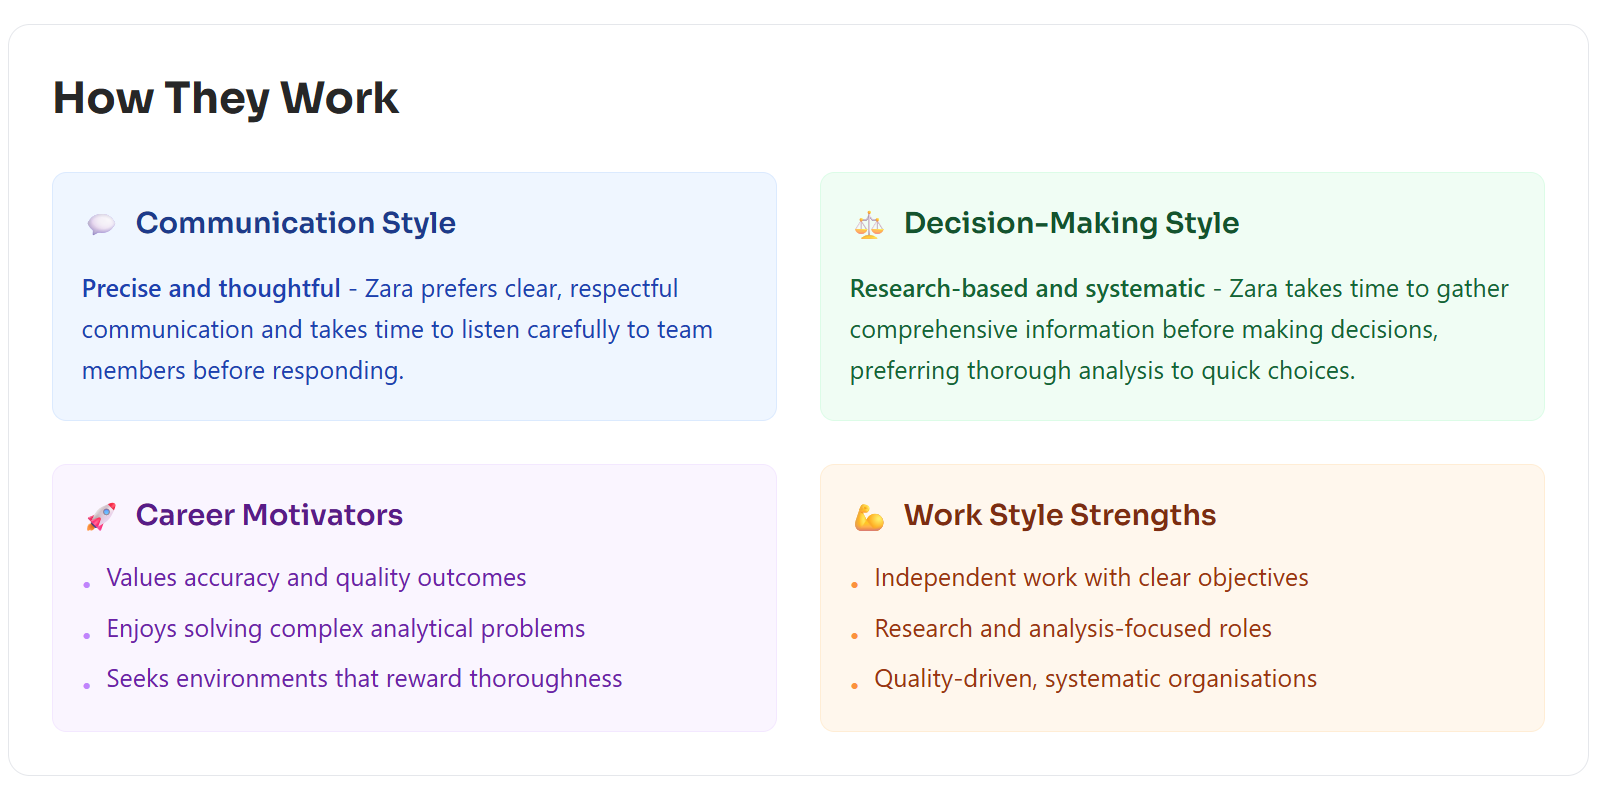 How They Work
Communication Style
Precise and thoughtful - Zara prefers clear, respectful
communication and takes time to listen carefully to team
members before responding.
Decision-Making Style
Research-based and systematic - Zara takes time to gather
comprehensive information before making decisions,
preferring thorough analysis to quick choices.
Career Motivators
• Values accuracy and quality outcomes
• Enjoys solving complex analytical problems
• Seeks environments that reward thoroughness
Work Style Strengths
• Independent work with clear objectives
• Research and analysis-focused roles
• Quality-driven, systematic organisations